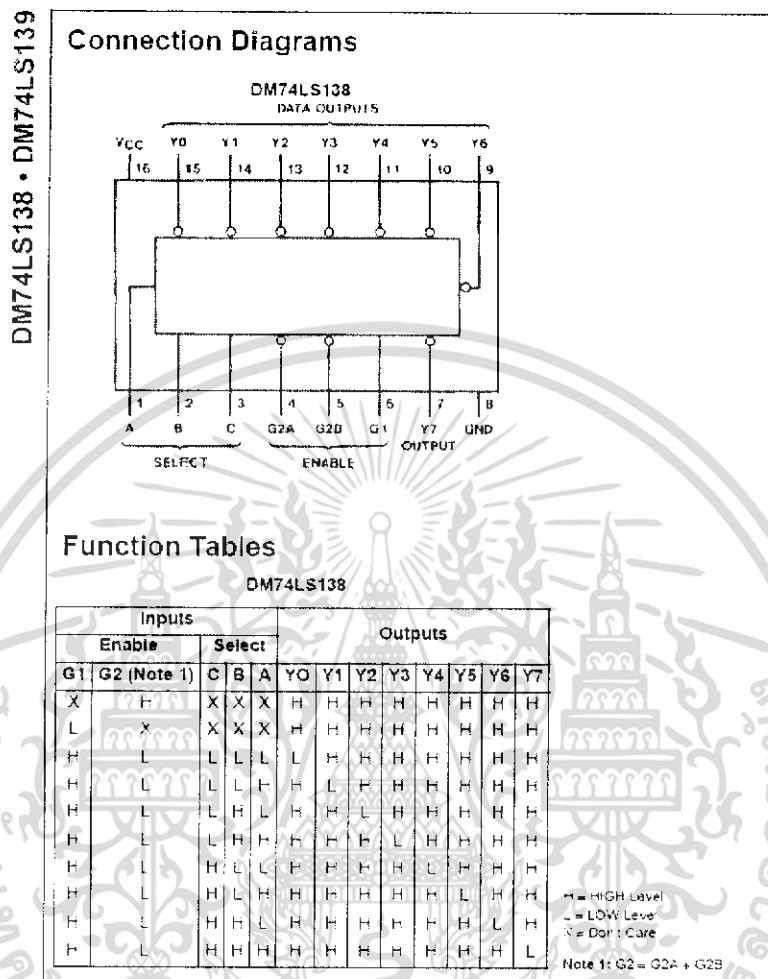 DM74LS138 • DM74LS139
Connection Diagrams
DM74LS138
DATA OUTPUTS
VCC Y0 Y1 Y2 Y3 Y4 Y5 Y6
16 15 14 13 12 11 10 9
1 2 3 4 5 6 7 8
A B C G2A G2B G1 Y7 GND
SELECT ENABLE OUTPUT
Function Tables
DM74LS138
Inputs Outputs
Enable Select
G1 G2 (Note 1) C B A YO Y1 Y2 Y3 Y4 Y5 Y6 Y7
X H X X X H H H H H H H H
L X X X X H H H H H H H H
H L L L L L H H H H H H H
H L L L H H L H H H H H H
H L L H L H H L H H H H H
H L L H H H H H L H H H H
H L H L L H H H H L H H H
H L H L H H H H H H L H H
H L H H L H H H H H H L H
H L H H H H H H H H H H L
H = HIGH Level
L = LOW Level
X = Don't Care
Note 1: G2 = G2A + G2B